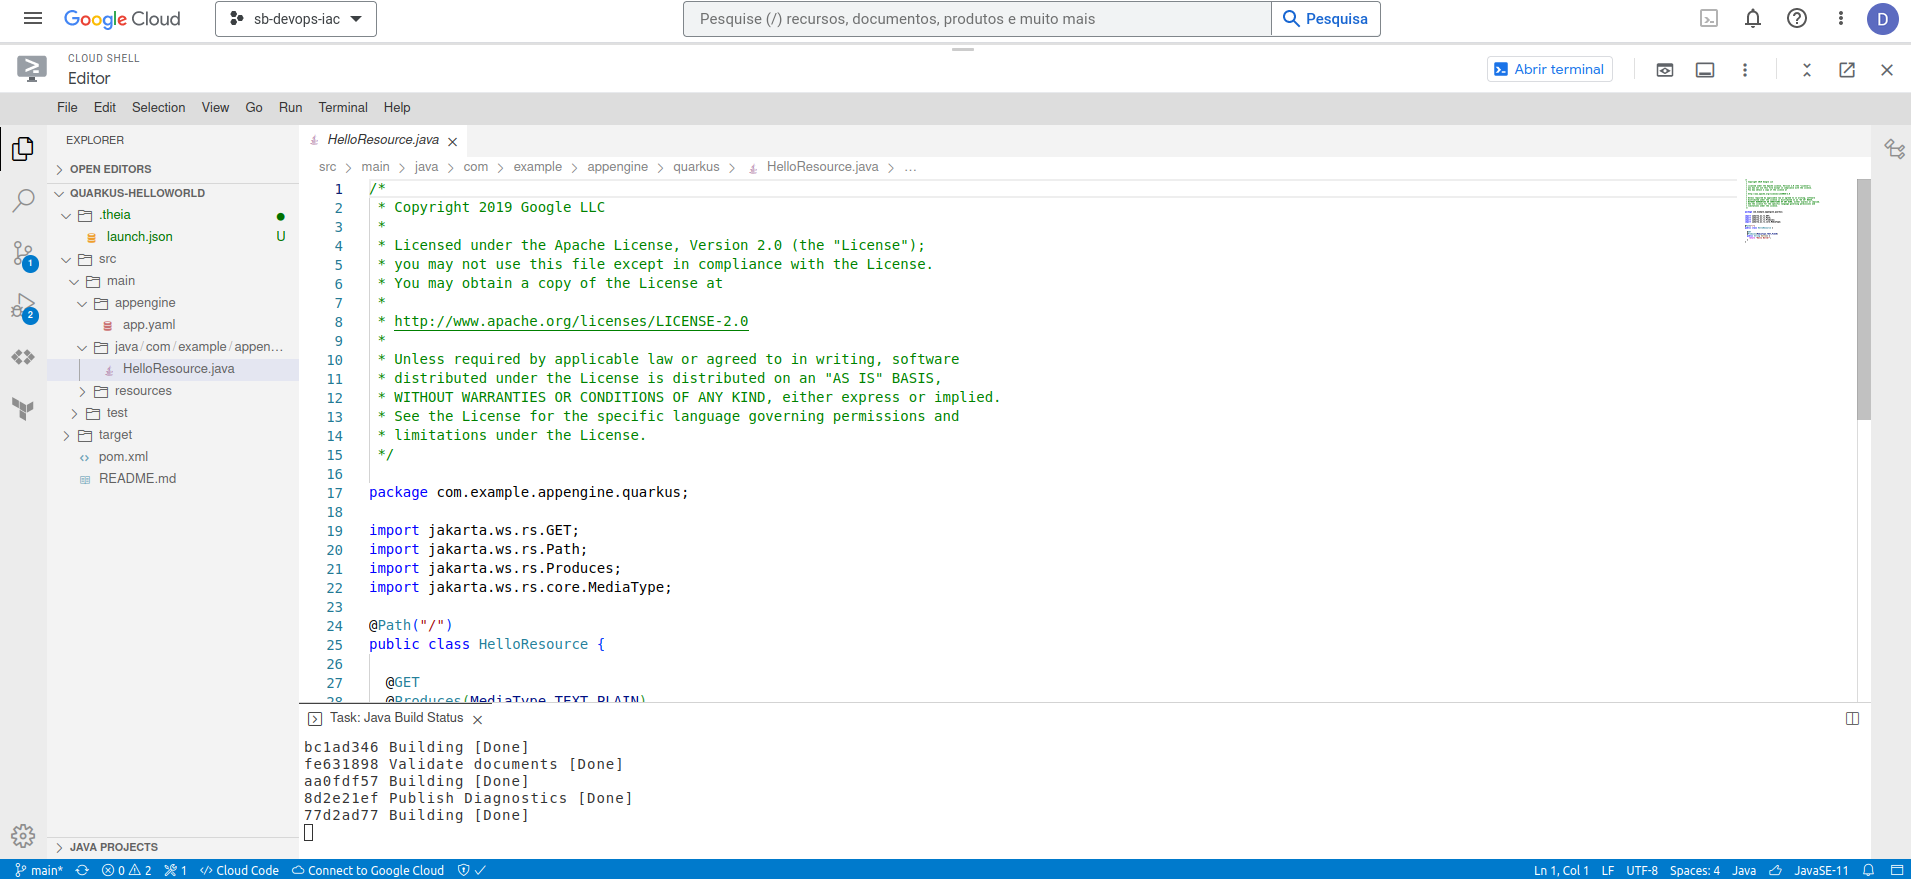 Google Cloud
sb-devops-iac
Pesquise (/) recursos, documentos, produtos e muito mais
Pesquisa
D
CLOUD SHELL
Editor
Abrir terminal
File Edit Selection View Go Run Terminal Help
EXPLORER
OPEN EDITORS
QUARKUS-HELLOWORLD
.theia
launch.json U
src
1
main
appengine
2
app.yaml
java/com/example/appen...
HelloResource.java
resources
test
target
pom.xml
README.md
JAVA PROJECTS
HelloResource.java
src > main > java > com > example > appengine > quarkus > HelloResource.java > ...
1 /*
2  * Copyright 2019 Google LLC
3  *
4  * Licensed under the Apache License, Version 2.0 (the "License");
5  * you may not use this file except in compliance with the License.
6  * You may obtain a copy of the License at
7  *
8  * http://www.apache.org/licenses/LICENSE-2.0
9  *
10  * Unless required by applicable law or agreed to in writing, software
11  * distributed under the License is distributed on an "AS IS" BASIS,
12  * WITHOUT WARRANTIES OR CONDITIONS OF ANY KIND, either express or implied.
13  * See the License for the specific language governing permissions and
14  * limitations under the License.
15  */
16
17 package com.example.appengine.quarkus;
18
19 import jakarta.ws.rs.GET;
20 import jakarta.ws.rs.Path;
21 import jakarta.ws.rs.Produces;
22 import jakarta.ws.rs.core.MediaType;
23
24 @Path("/")
25 public class HelloResource {
26
27   @GET
28   @Produces(MediaType.TEXT_PLAIN)
Task: Java Build Status
bc1ad346 Building [Done]
fe631898 Validate documents [Done]
aa0fdf57 Building [Done]
8d2e21ef Publish Diagnostics [Done]
77d2ad77 Building [Done]
main* 0 2 1 Cloud Code Connect to Google Cloud Ln 1, Col 1 LF UTF-8 Spaces: 4 Java JavaSE-11